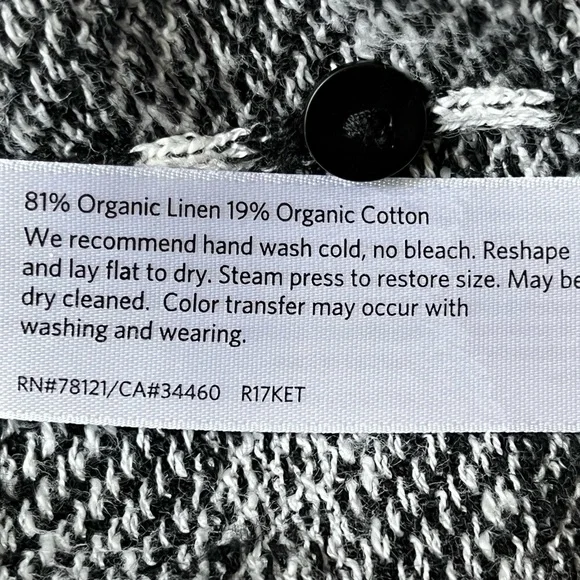 81% Organic Linen 19% Organic Cotton
We recommend hand wash cold, no bleach. Reshape
and lay flat to dry. Steam press to restore size. May be
dry cleaned.  Color transfer may occur with
washing and wearing.
RN#78121/CA#34460   R17KET